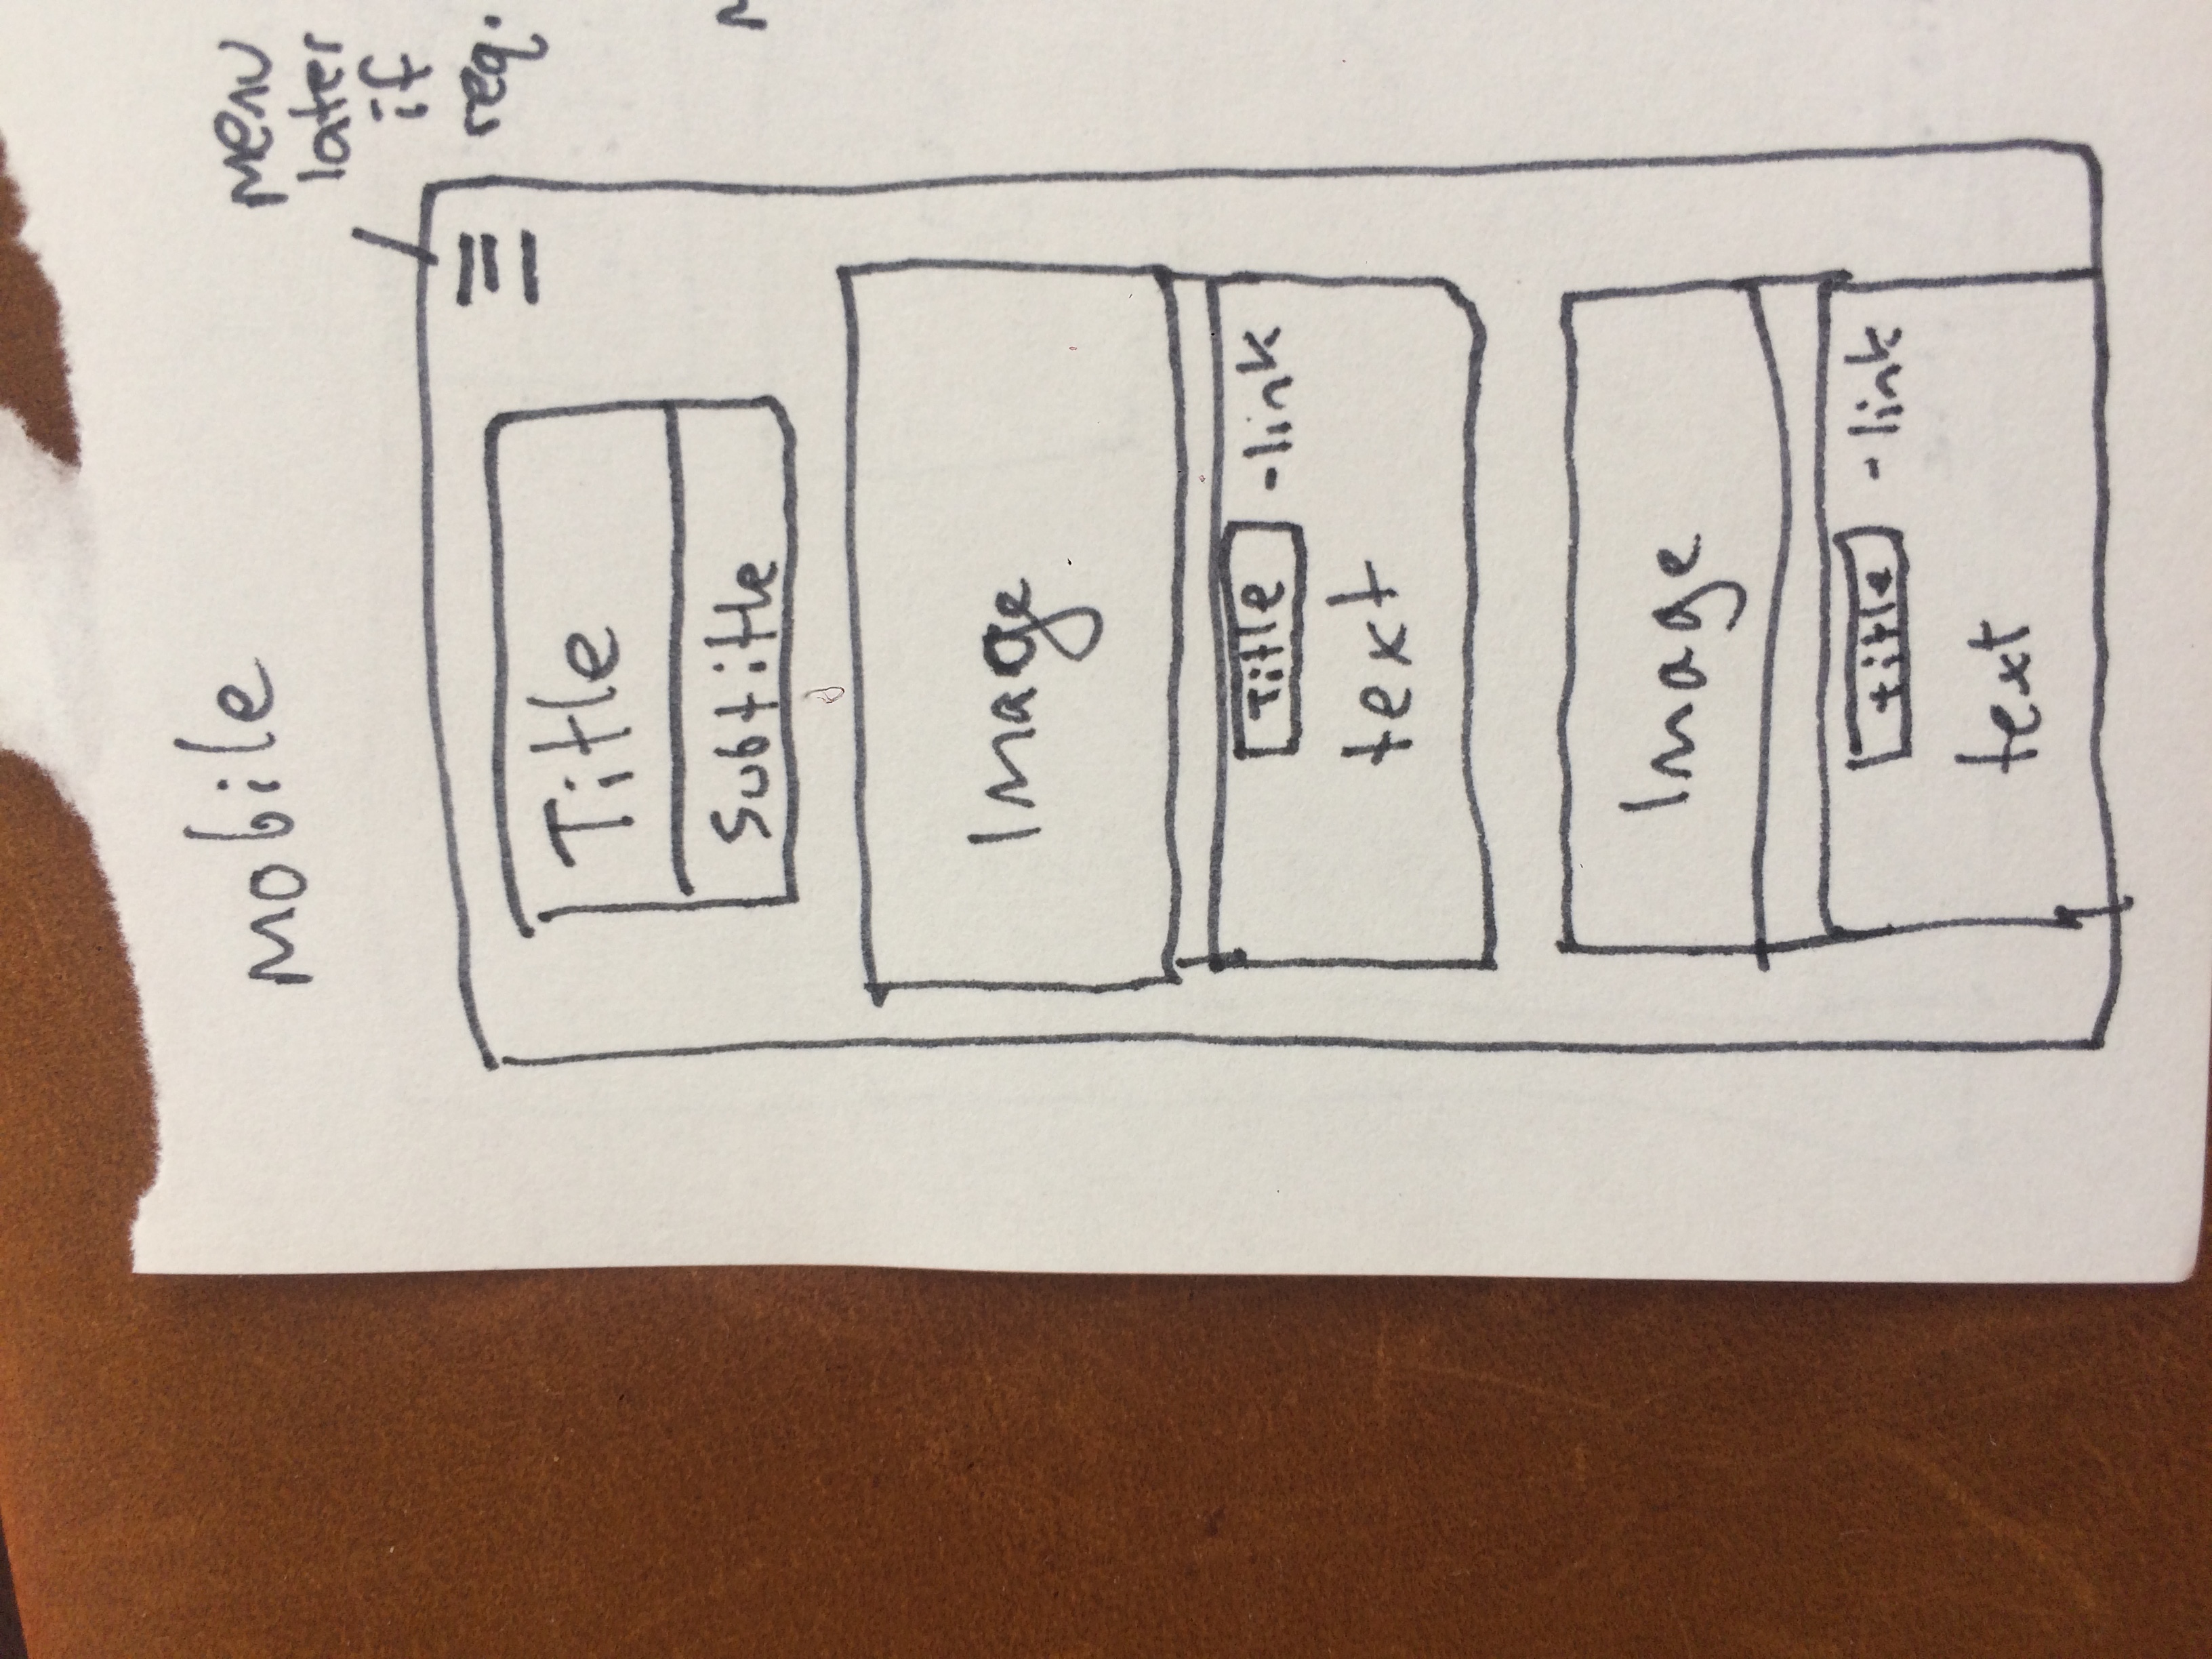 Mobile
Menu
later
if
req.
Title
Subtitle
Image
Title - link
text
Image
title - link
text